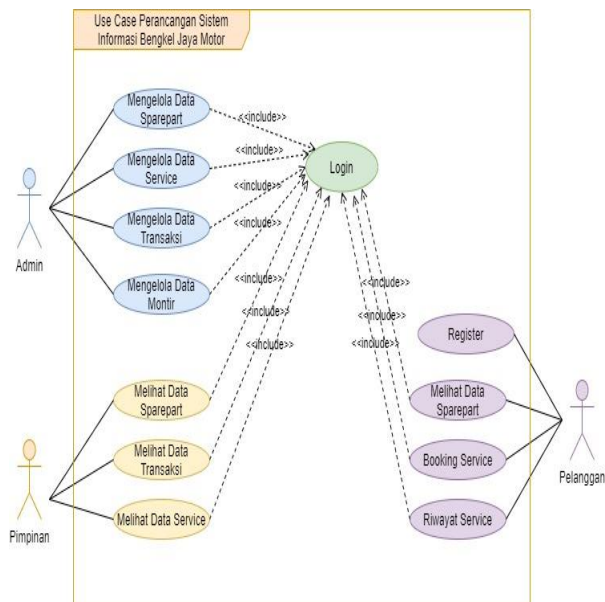 Use Case Perancangan Sistem
Informasi Bengkel Jaya Motor
Mengelola Data
Sparepart
<<include>>
Mengelola Data
Service
<<include>>
Login
<<include>>
Mengelola Data
Transaksi
<<include>>
Admin
Mengelola Data
Montir
<<include>>
<<include>>
<<include>>
<<include>>
<<include>>
<<include>>
Register
Melihat Data
Sparepart
Melihat Data
Sparepart
Melihat Data
Transaksi
Booking Service
Pelanggan
Melihat Data Service
Riwayat Service
Pimpinan